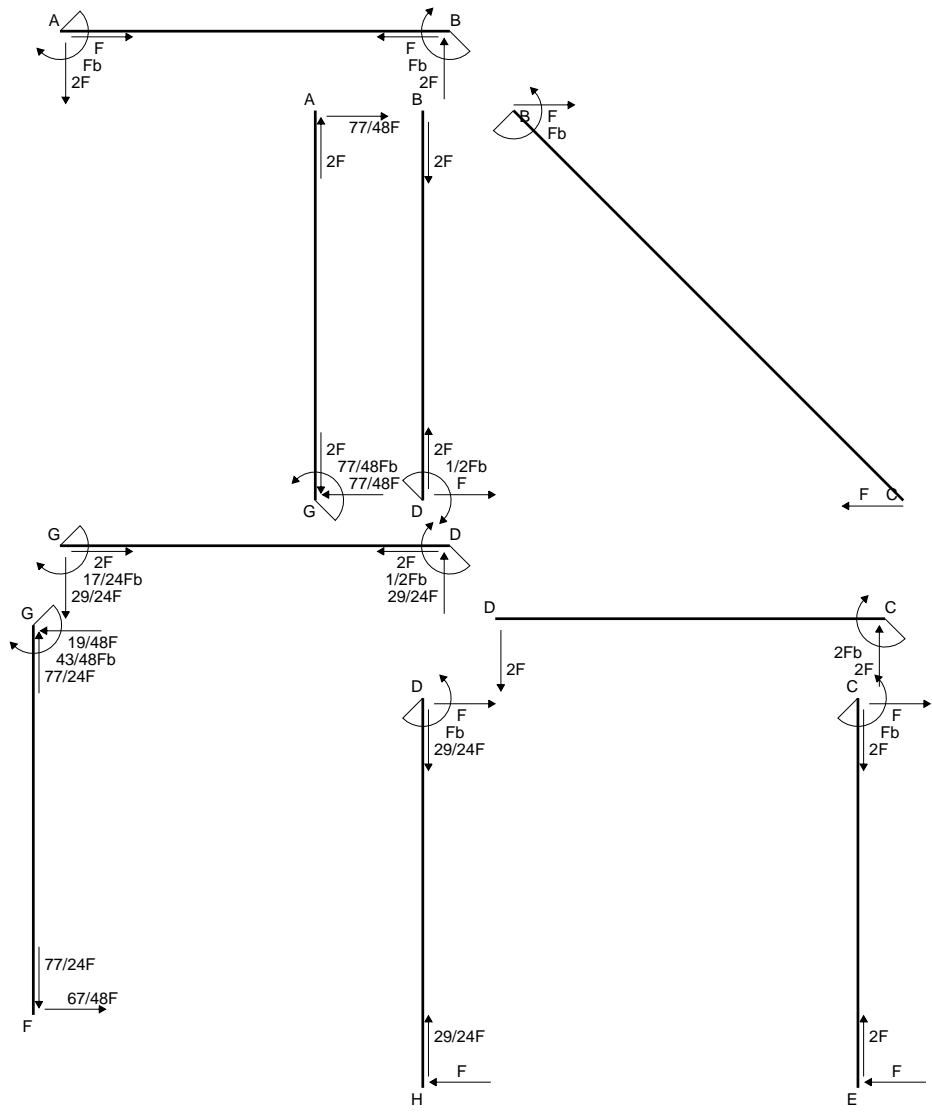 A B
F F
Fb Fb
2F 2F
A B
77/48F
2F 2F
B F
Fb
2F 2F
77/48Fb 1/2Fb
77/48F F
G D
F C
G D
2F 2F
17/24Fb 1/2Fb
29/24F 29/24F
G
19/48F
43/48Fb
77/24F
D C
2Fb
2F 2F
D C
F F
Fb Fb
29/24F 2F
77/24F
67/48F
F
29/24F 2F
F F
H E